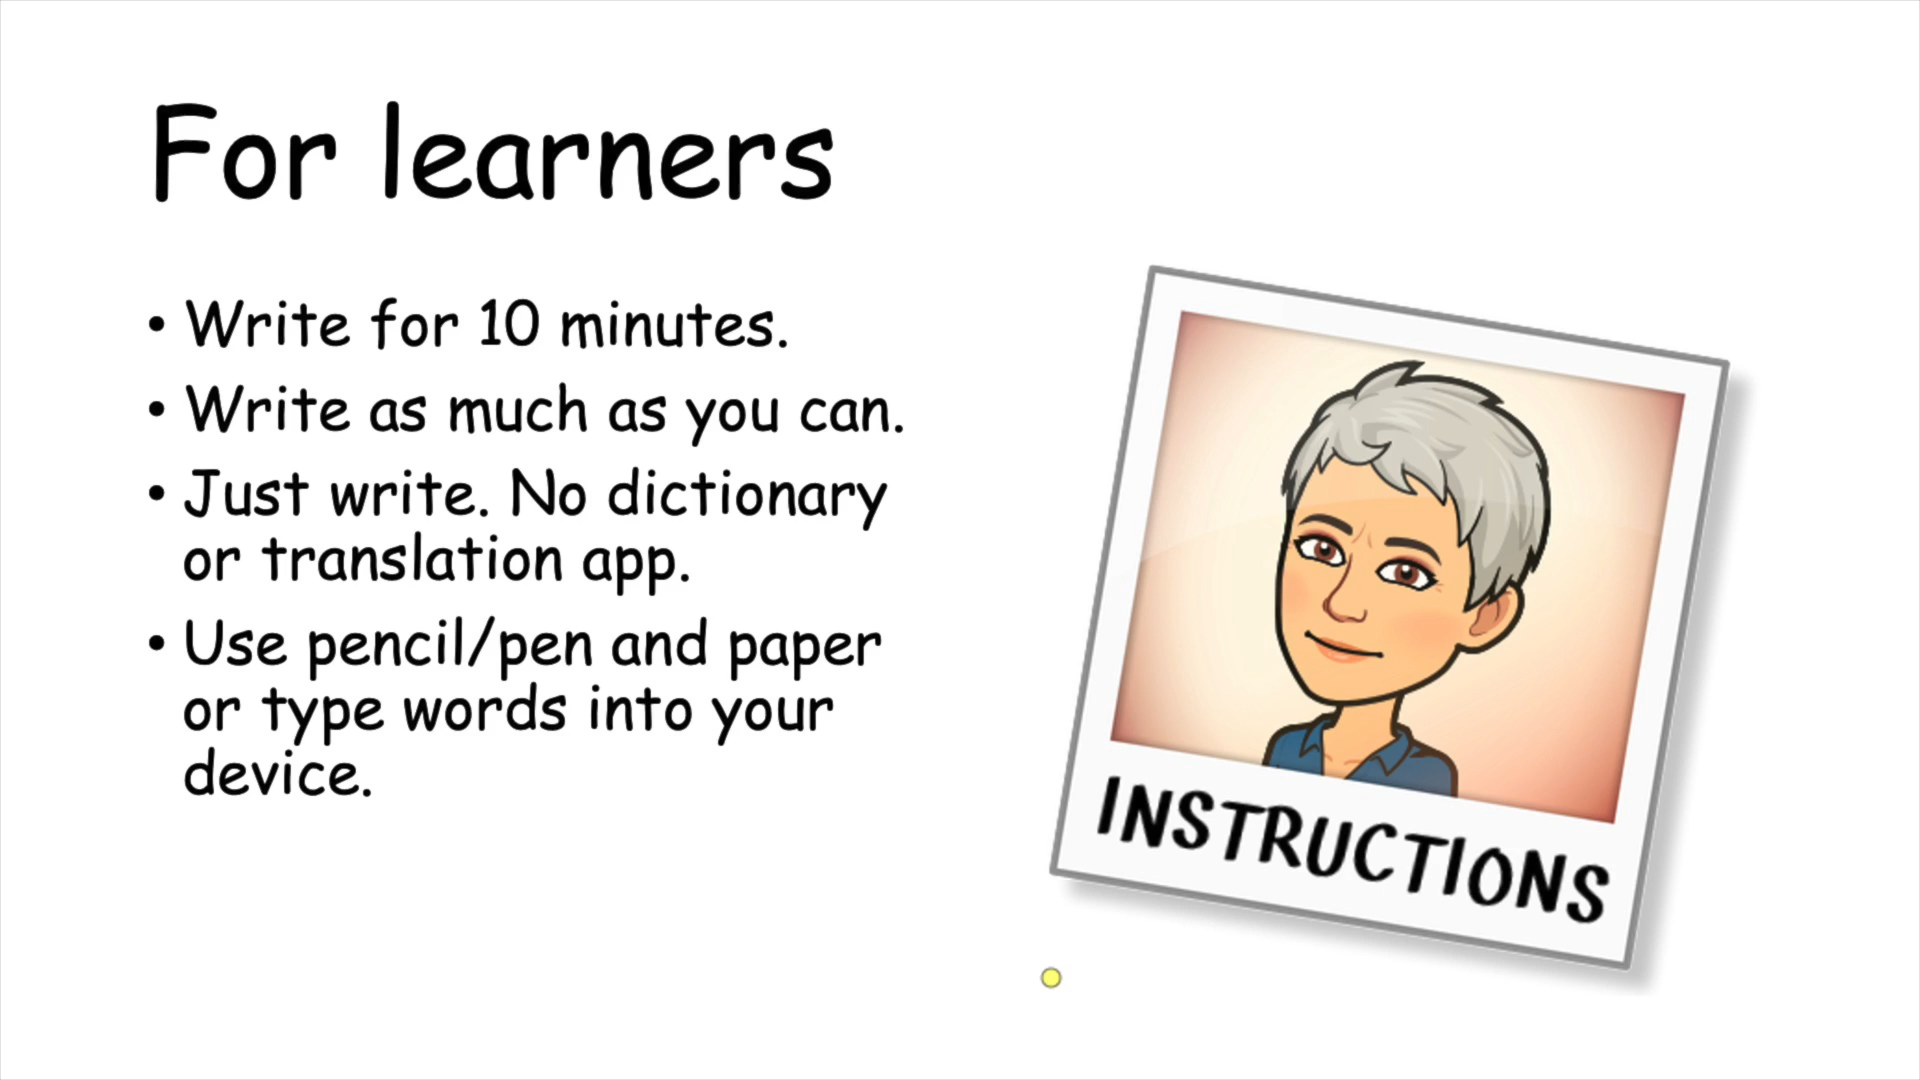 For learners
• Write for 10 minutes.
• Write as much as you can.
• Just write. No dictionary
or translation app.
• Use pencil/pen and paper
or type words into your
device.
INSTRUCTIONS